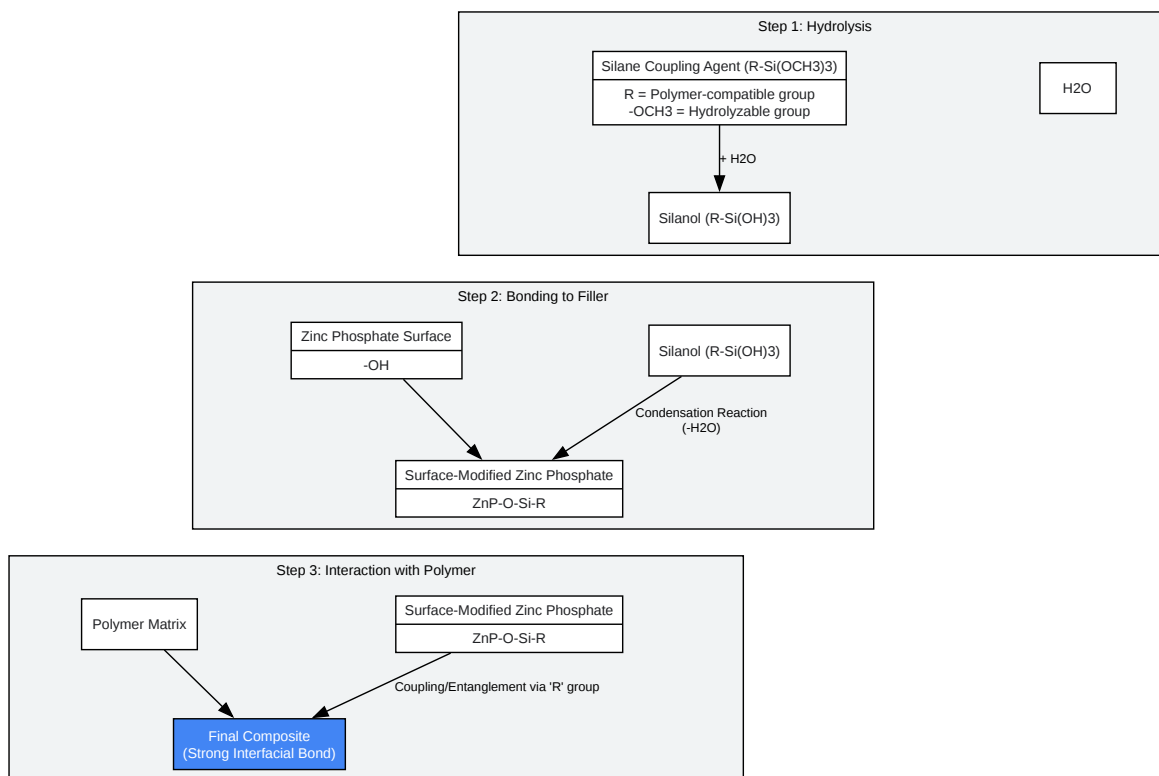 Step 1: Hydrolysis
Silane Coupling Agent (R-Si(OCH3)3)
R = Polymer-compatible group
-OCH3 = Hydrolyzable group
H2O
+ H2O
Silanol (R-Si(OH)3)
Step 2: Bonding to Filler
Zinc Phosphate Surface
-OH
Silanol (R-Si(OH)3)
Condensation Reaction
(-H2O)
Surface-Modified Zinc Phosphate
ZnP-O-Si-R
Step 3: Interaction with Polymer
Polymer Matrix
Surface-Modified Zinc Phosphate
ZnP-O-Si-R
Coupling/Entanglement via 'R' group
Final Composite
(Strong Interfacial Bond)